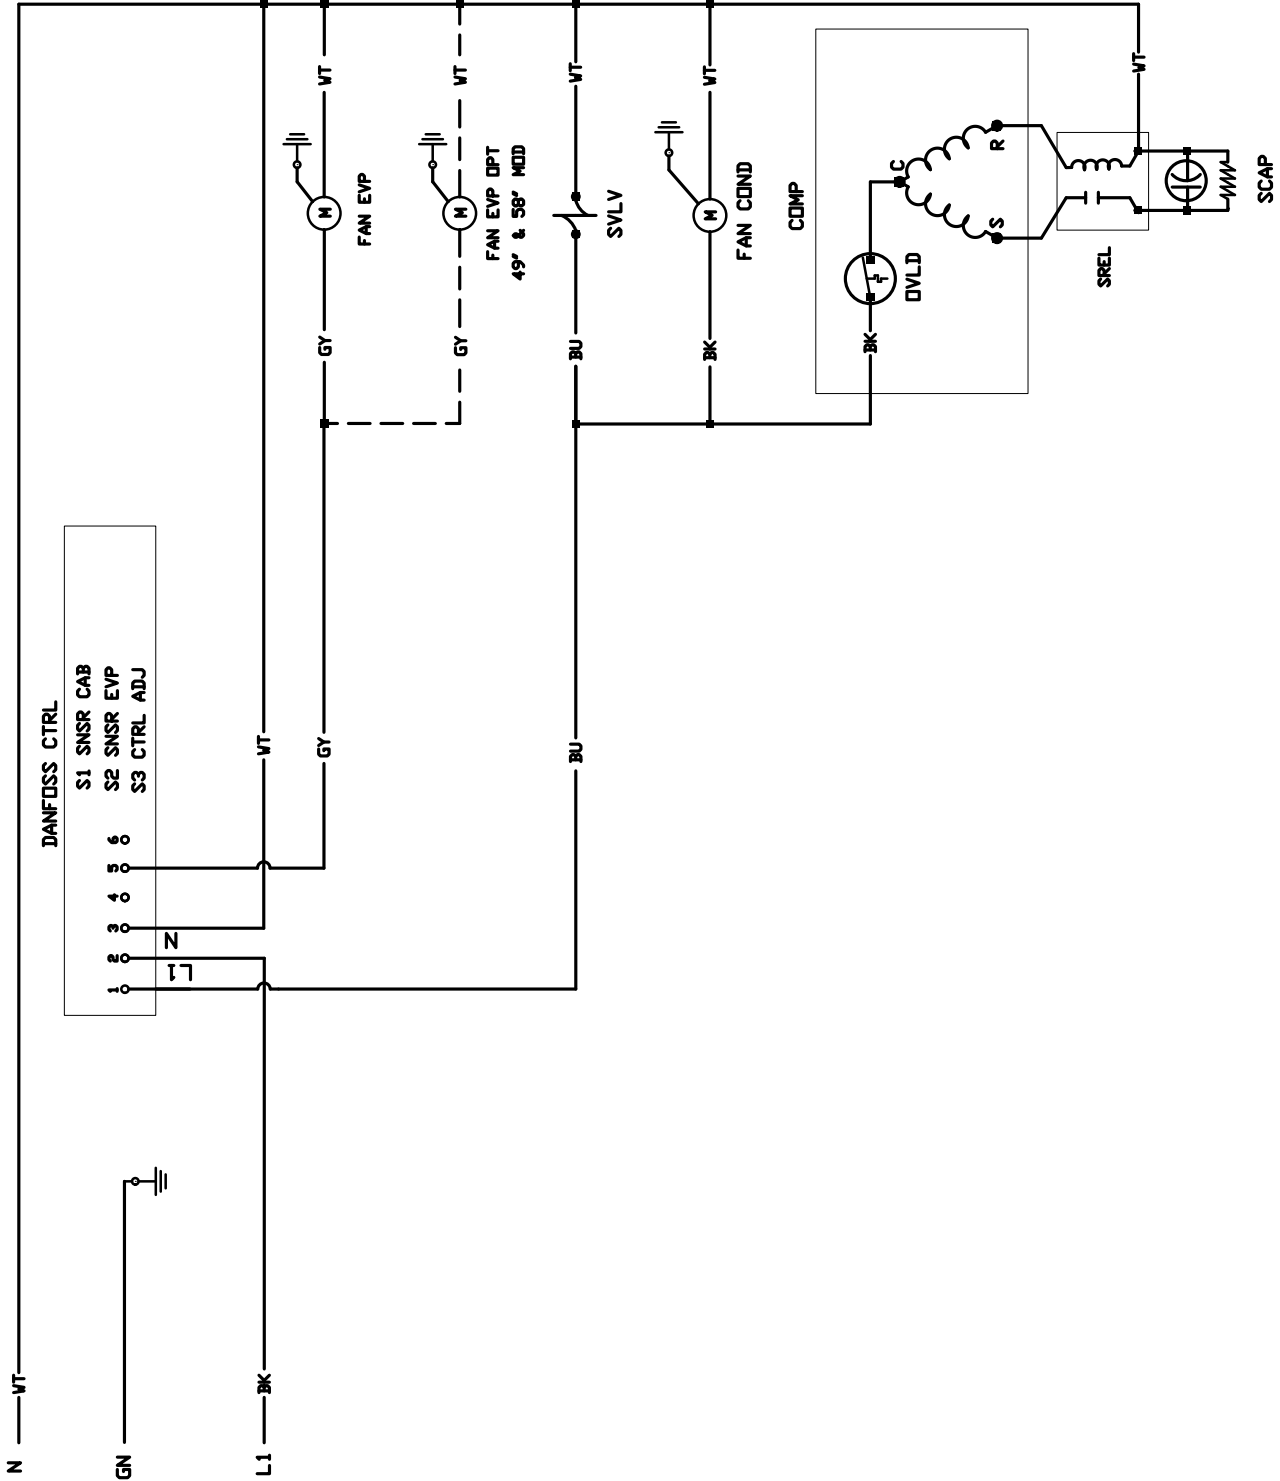 N
WT
GN
L1
BK
DANFOSS CTRL
S1 SNSR CAB
S2 SNSR EVP
S3 CTRL ADJ
1
2
3
4
5
6
L1
N
WT
GY
BU
GY
GY
BU
BK
BK
WT
WT
WT
WT
WT
M
FAN EVP
M
FAN EVP OPT
49' & 58' MOD
SVLV
M
FAN COND
COMP
OVLD
C
S
R
SREL
SCAP